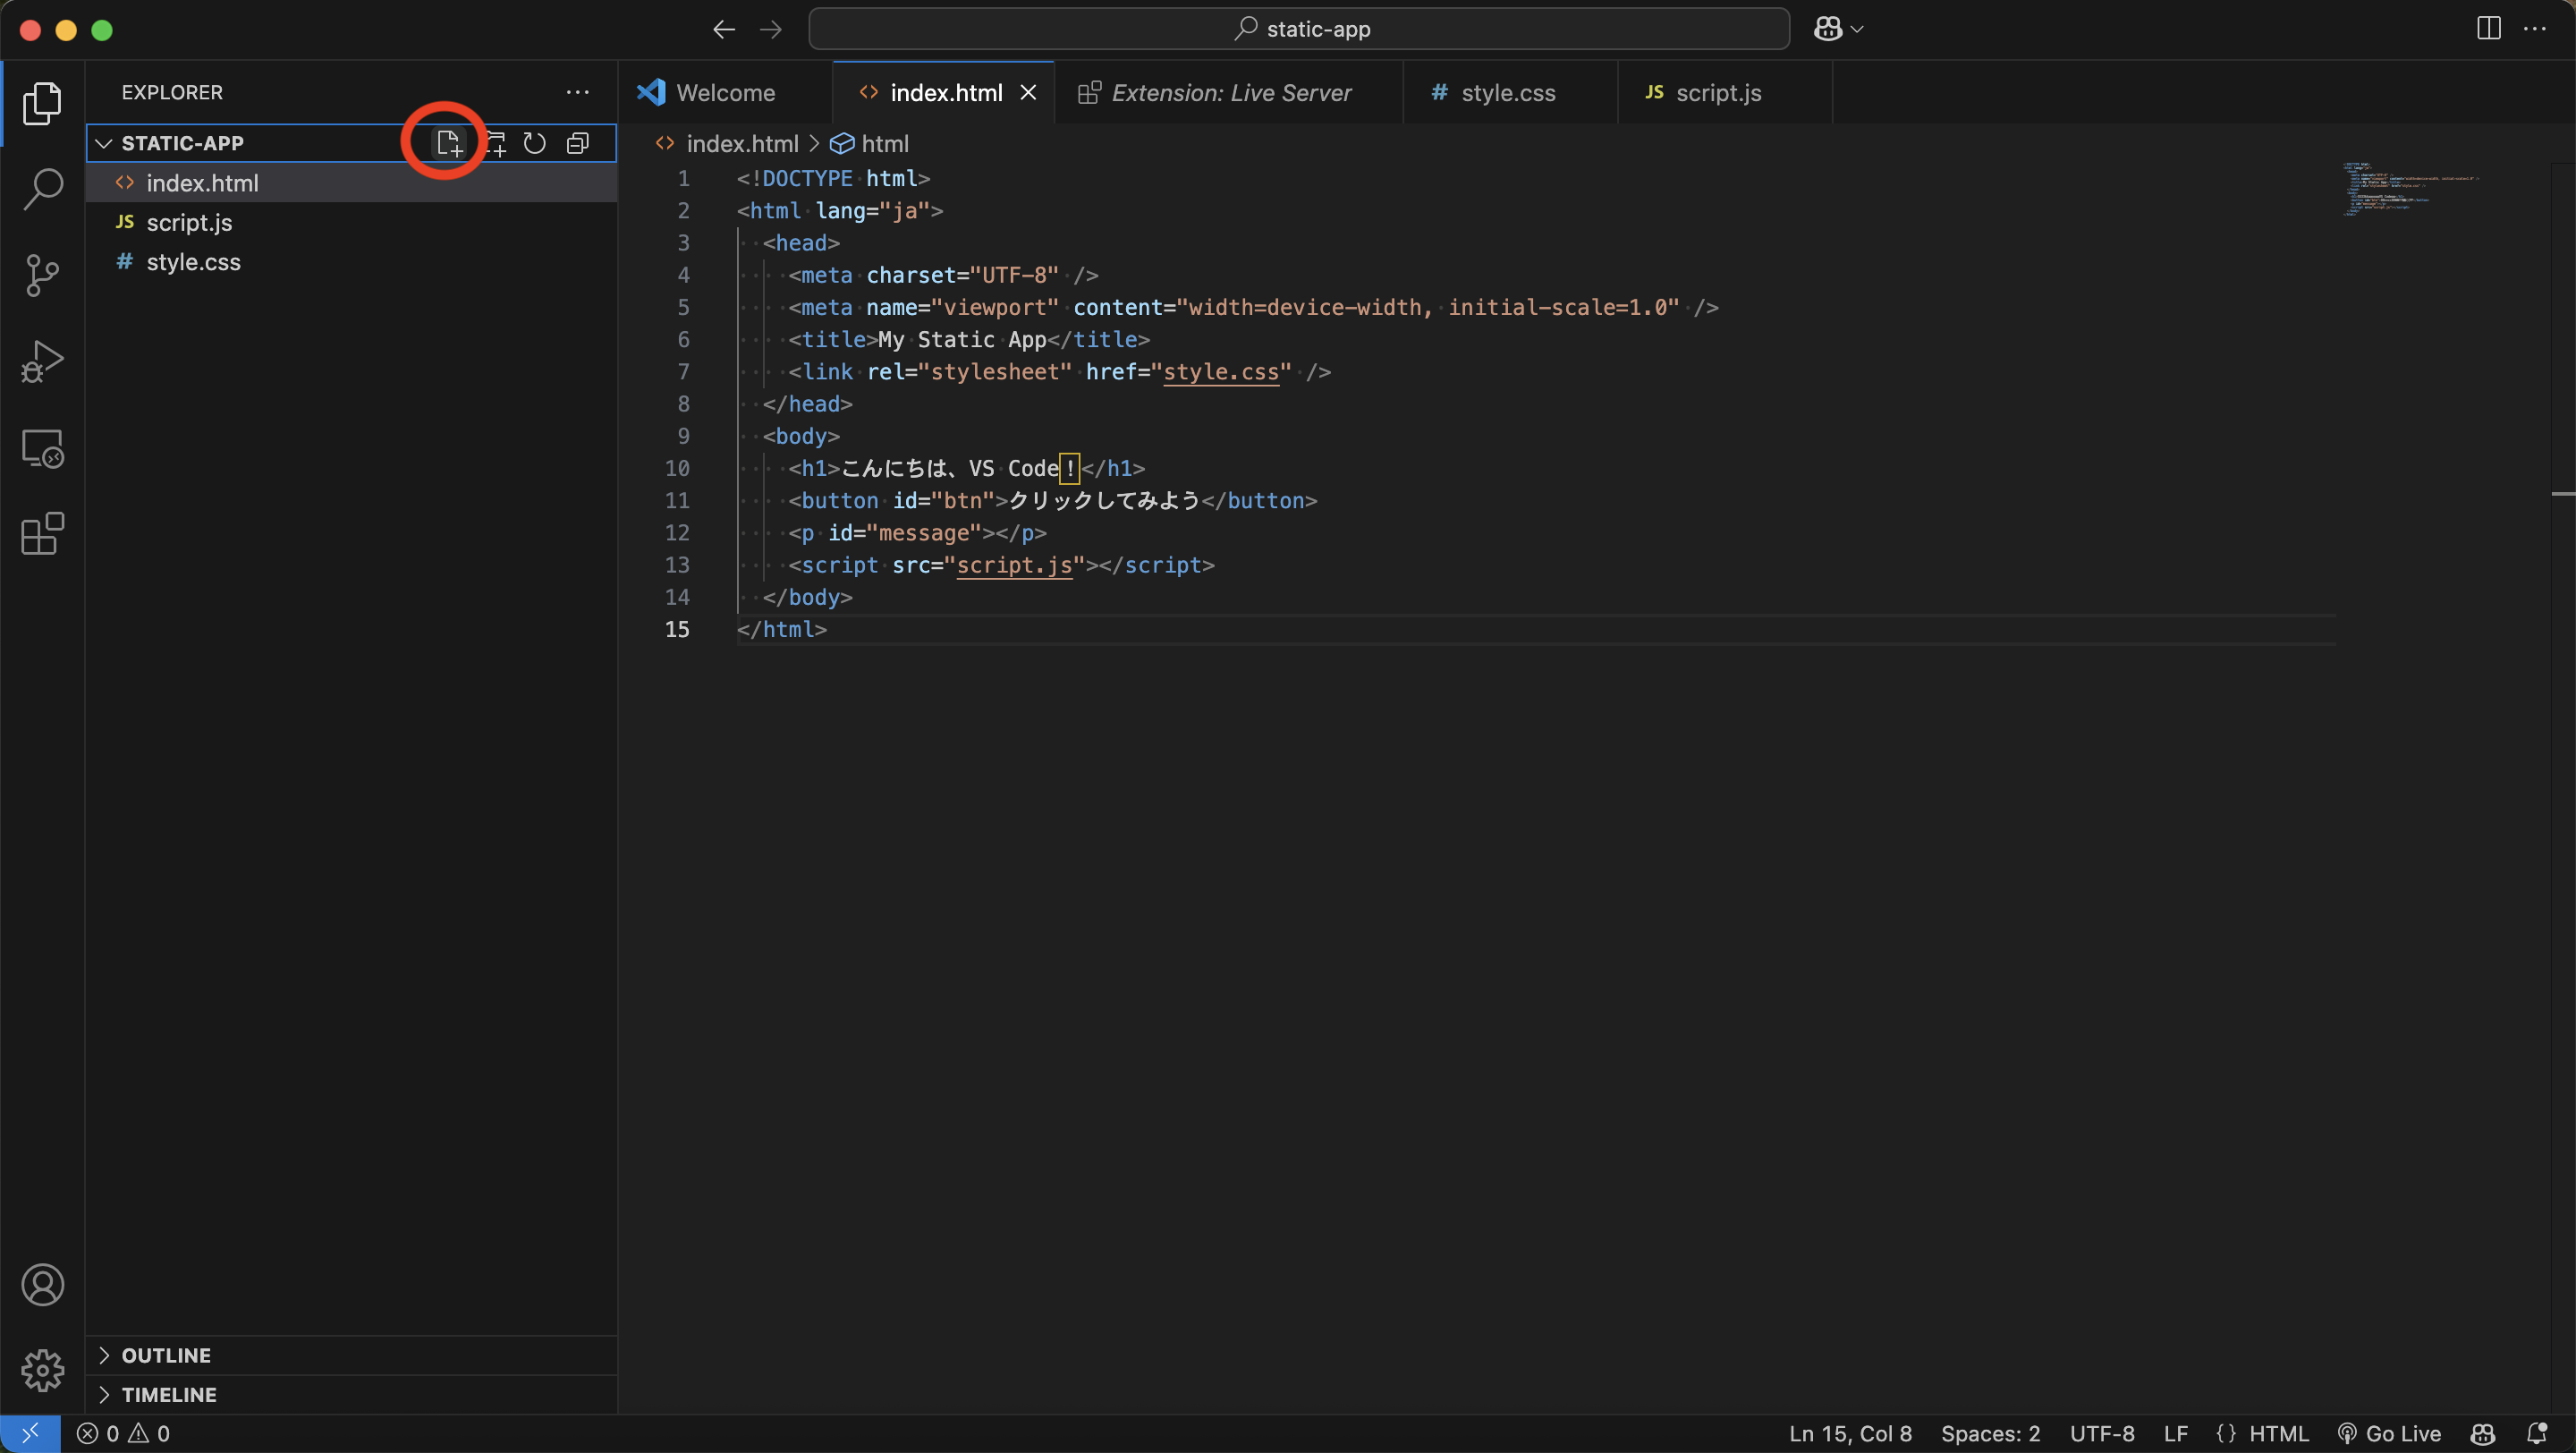 static-app
EXPLORER
Welcome
index.html
Extension: Live Server
style.css
script.js
STATIC-APP
index.html
script.js
style.css
index.html > html
1 <!DOCTYPE html>
2 <html lang="ja">
3 <head>
4 <meta charset="UTF-8" />
5 <meta name="viewport" content="width=device-width, initial-scale=1.0" />
6 <title>My Static App</title>
7 <link rel="stylesheet" href="style.css" />
8 </head>
9 <body>
10 <h1>こんにちは、VS Code！</h1>
11 <button id="btn">クリックしてみよう</button>
12 <p id="message"></p>
13 <script src="script.js"></script>
14 </body>
15 </html>
OUTLINE
TIMELINE
0 0
Ln 15, Col 8 Spaces: 2 UTF-8 LF {} HTML Go Live